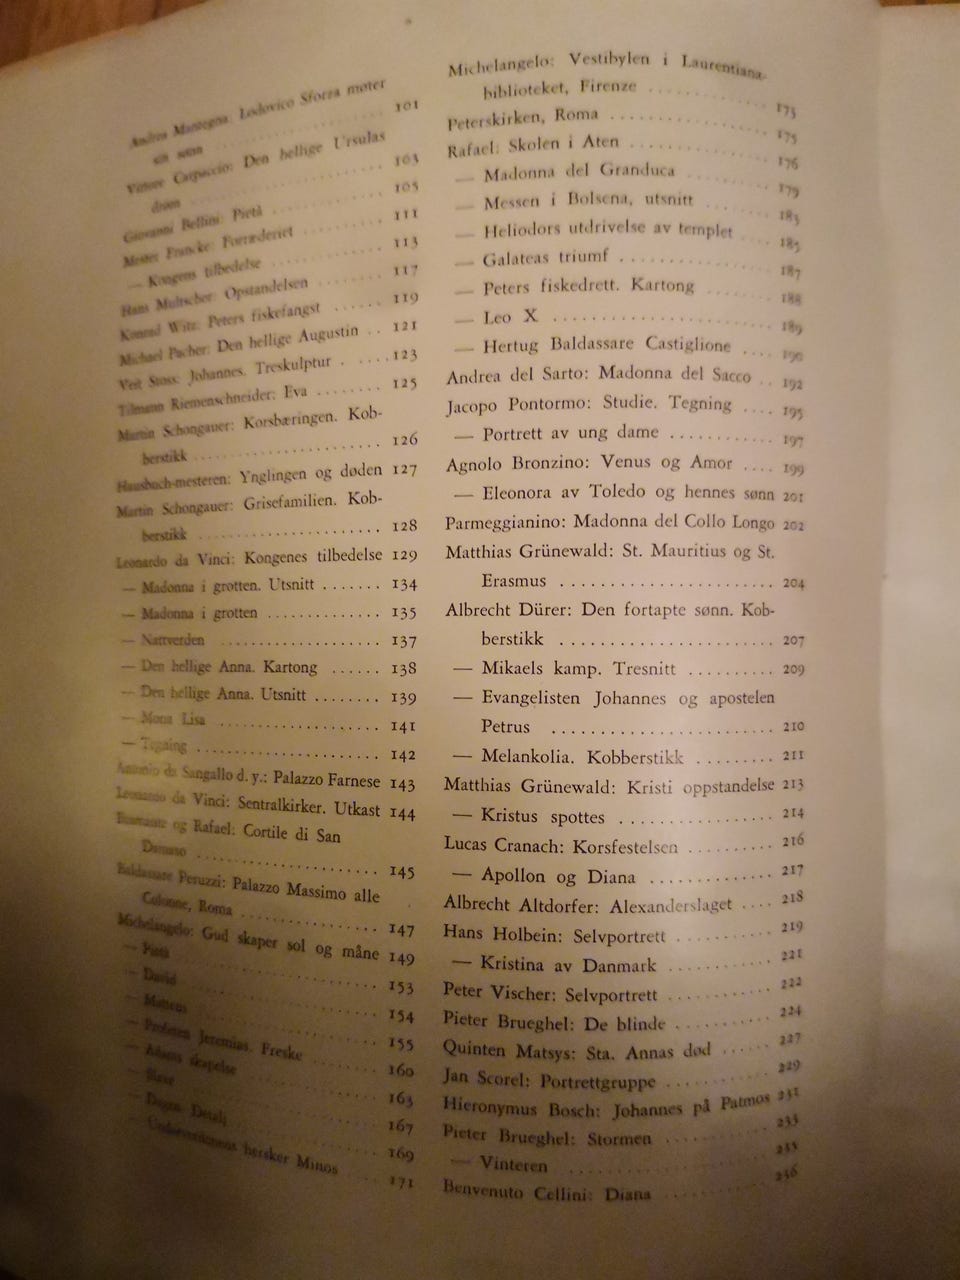 Andrea Mantegna: Lodovico Sforza møter
sin sønn ..................... 101
Vittore Carpaccio: Den hellige Ursulas
drøm ..................... 103
Giovanni Bellini: Pietà .......... 105
Mester Francke: Forræderiet ...... 111
— Kongens tilbedelse .......... 113
Hans Multscher: Opstandelsen ...... 117
Konrad Witz: Peters fiskefangst ...... 119
Michael Pacher: Den hellige Augustin .. 121
Veit Stoss: Johannes. Treskulptur ..... 123
Tilmann Riemenschneider: Eva ....... 125
Martin Schongauer: Korsbæringen. Kob-
berstikk ..................... 126
Hausbuch-mesteren: Ynglingen og døden 127
Martin Schongauer: Grisefamilien. Kob-
berstikk ..................... 128
Leonardo da Vinci: Kongenes tilbedelse 129
— Madonna i grotten. Utsnitt ....... 134
— Madonna i grotten ............. 135
— Nattverden ................... 137
— Den hellige Anna. Kartong ...... 138
— Den hellige Anna. Utsnitt ........ 139
— Mona Lisa ................... 141
— Tegning ..................... 142
Antonio da Sangallo d. y.: Palazzo Farnese 143
Leonardo da Vinci: Sentralkirker. Utkast 144
Bramante og Rafael: Cortile di San
Damaso ..................... 145
Baldassare Peruzzi: Palazzo Massimo alle
Colonne, Roma ................ 147
Michelangelo: Gud skaper sol og måne 149
— Pietà ..................... 153
— David ..................... 154
— Matteus ..................... 155
— Profeten Jeremias. Freske ........ 160
— Adams skapelse ............... 163
— Slave ..................... 167
— Detalj ..................... 169
— Underverdenens hersker Minos .... 171
Michelangelo: Vestibylen i Laurentiana-
biblioteket, Firenze ............. 173
Peterskirken, Roma ................ 175
Rafael: Skolen i Aten .............. 176
— Madonna del Granduca ......... 179
— Messen i Bolsena, utsnitt ....... 183
— Heliodors utdrivelse av templet ... 185
— Galateas triumf ............... 187
— Peters fiskedrett. Kartong ....... 188
— Leo X ..................... 189
— Hertug Baldassare Castiglione .... 190
Andrea del Sarto: Madonna del Sacco .. 192
Jacopo Pontormo: Studie. Tegning .... 195
— Portrett av ung dame ........... 197
Agnolo Bronzino: Venus og Amor .... 199
— Eleonora av Toledo og hennes sønn 201
Parmeggianino: Madonna del Collo Longo 202
Matthias Grünewald: St. Mauritius og St.
Erasmus ..................... 204
Albrecht Dürer: Den fortapte sønn. Kob-
berstikk ..................... 207
— Mikaels kamp. Tresnitt .......... 209
— Evangelisten Johannes og apostelen
Petrus ..................... 210
— Melankolia. Kobberstikk ......... 211
Matthias Grünewald: Kristi oppstandelse 213
— Kristus spottes ............... 214
Lucas Cranach: Korsfestelsen ......... 216
— Apollon og Diana ............. 217
Albrecht Altdorfer: Alexanderslaget .... 218
Hans Holbein: Selvportrett .......... 219
— Kristina av Danmark ........... 221
Peter Vischer: Selvportrett ........... 222
Pieter Brueghel: De blinde .......... 224
Quinten Matsys: Sta. Annas død ..... 227
Jan Scorel: Portrettgruppe ........... 229
Hieronymus Bosch: Johannes på Patmos 231
Pieter Brueghel: Stormen ........... 233
— Vinteren ..................... 235
Benvenuto Cellini: Diana ........... 236